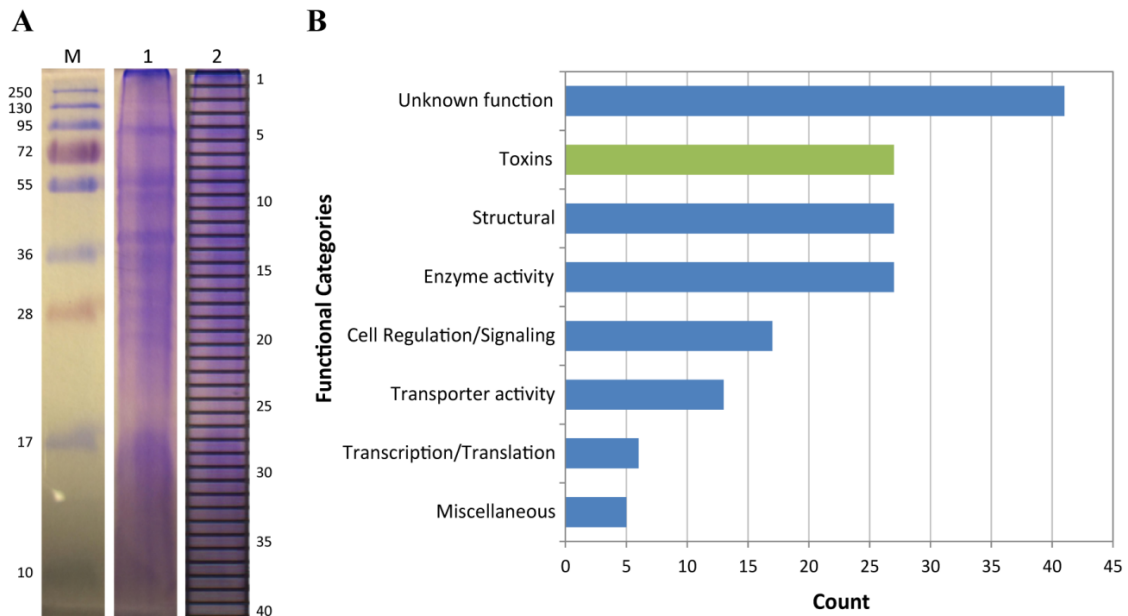 A
M 1 2
250
130
95
72
55
36
28
17
10
1
5
10
15
20
25
30
35
40
B
Functional Categories
Unknown function
Toxins
Structural
Enzyme activity
Cell Regulation/Signaling
Transporter activity
Transcription/Translation
Miscellaneous
0 5 10 15 20 25 30 35 40 45
Count